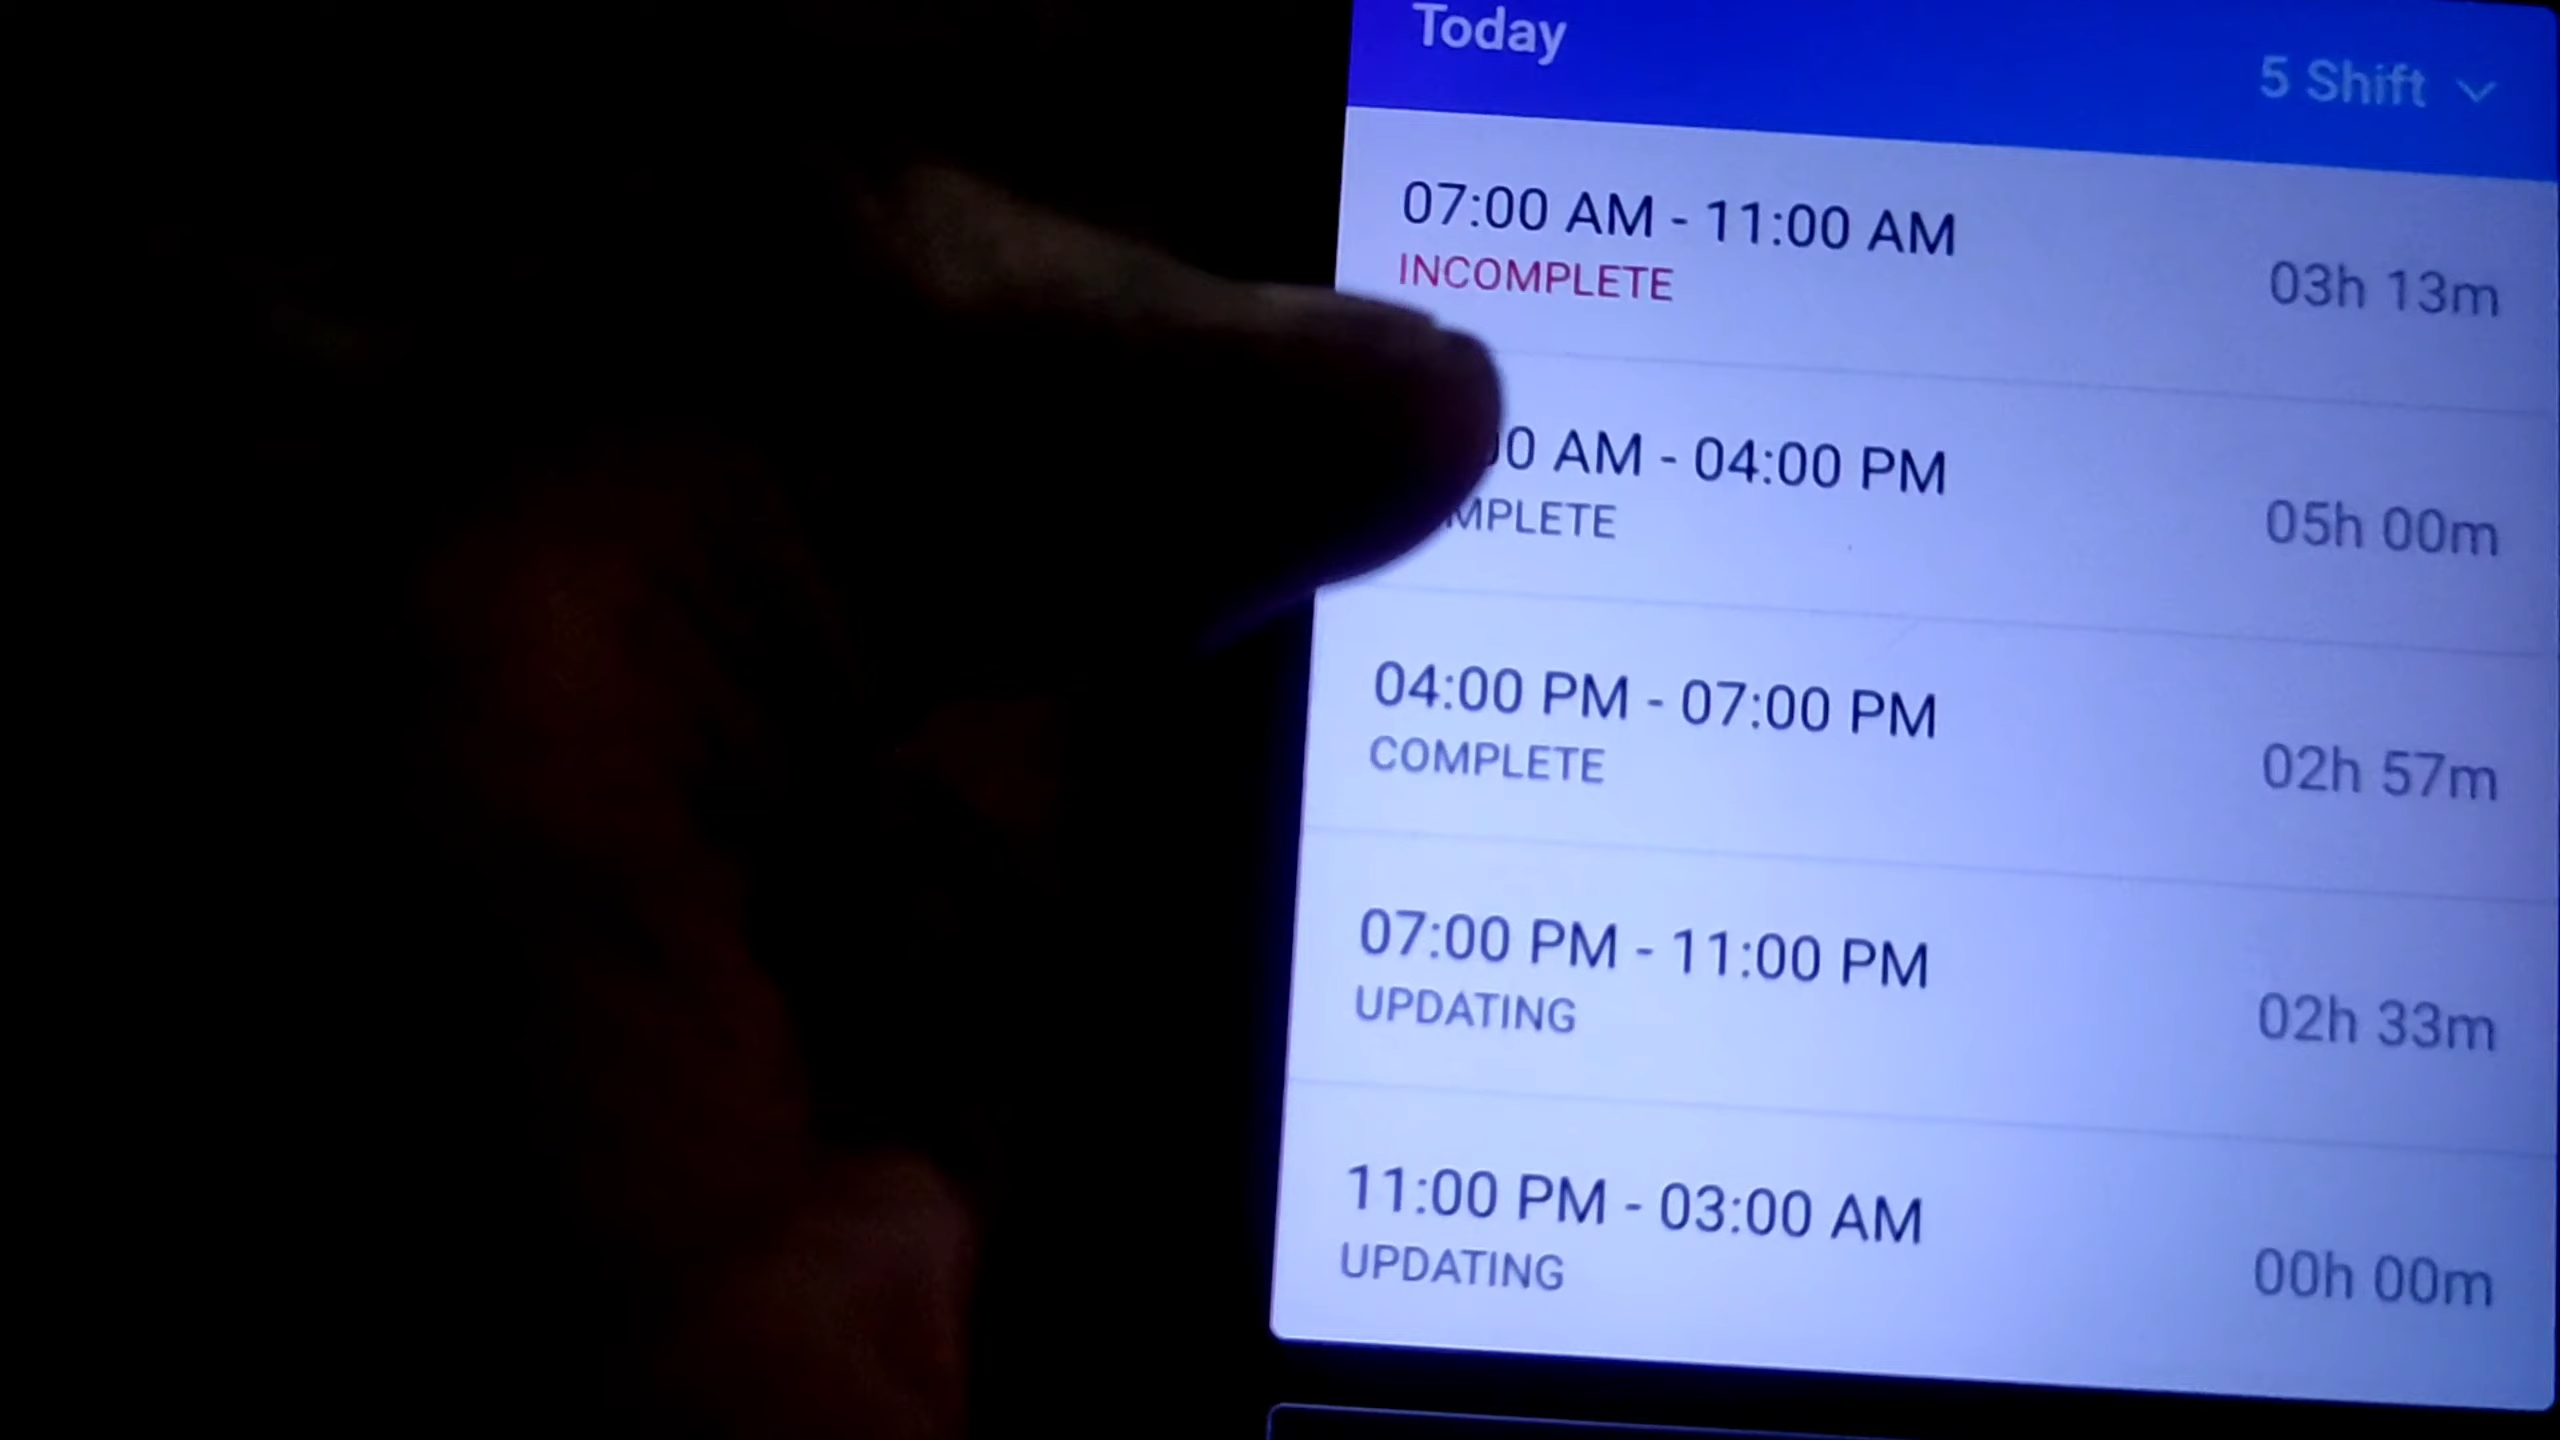 Today
5 Shift
07:00 AM - 11:00 AM
INCOMPLETE
03h 13m
AM - 04:00 PM
05h 00m
04:00 PM - 07:00 PM
COMPLETE
02h 57m
07:00 PM - 11:00 PM
UPDATING
02h 33m
11:00 PM - 03:00 AM
UPDATING
00h 00m